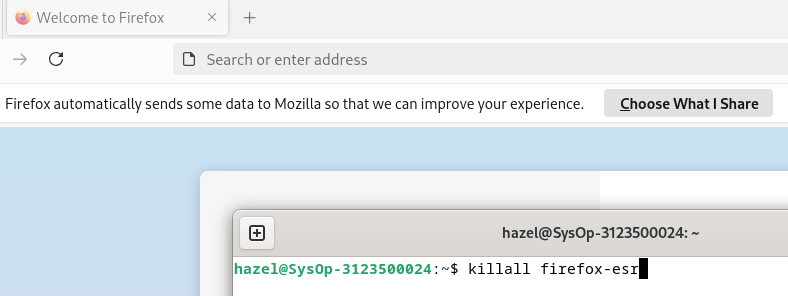 Welcome to Firefox
Search or enter address
Firefox automatically sends some data to Mozilla so that we can improve your experience. Choose What I Share
hazel@SysOp-3123500024: ~
hazel@SysOp-3123500024:~$ killall firefox-esr